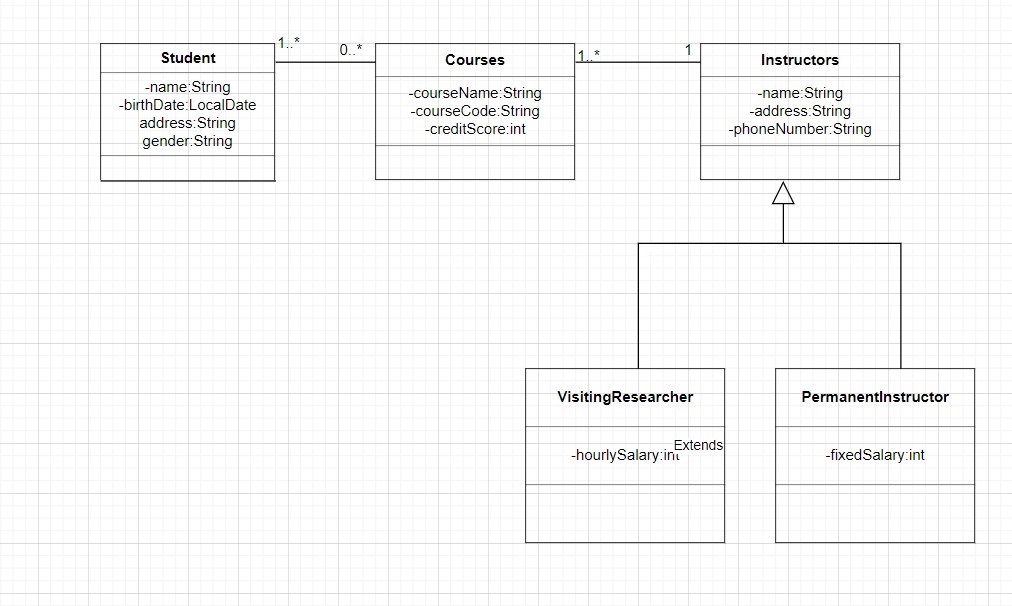 1..*
0..*
1..*
1
Student
-name:String
-birthDate:LocalDate
address:String
gender:String
Courses
-courseName:String
-courseCode:String
-creditScore:int
Instructors
-name:String
-address:String
-phoneNumber:String
VisitingResearcher
-hourlySalary:int
Extends
PermanentInstructor
-fixedSalary:int